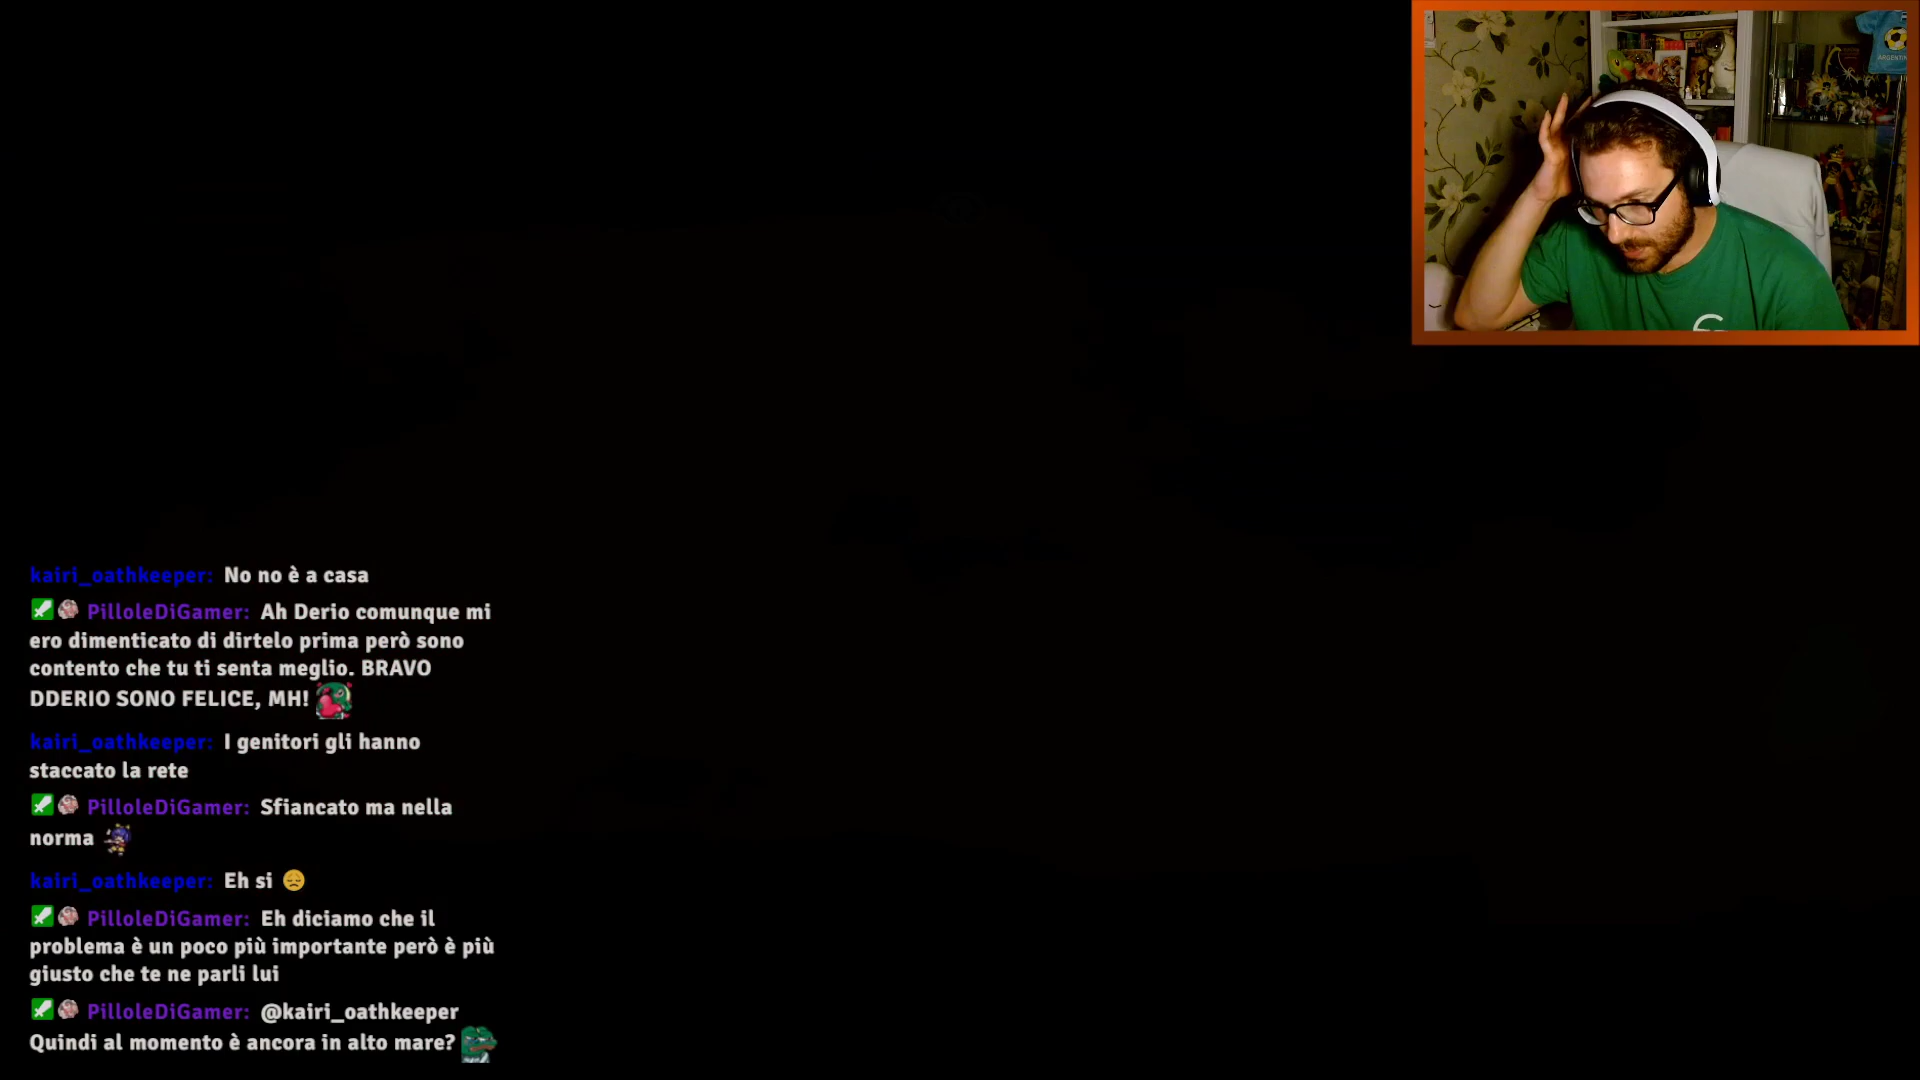 ARGENTINA
kairi_oathkeeper: No no è a casa
PilloleDiGamer: Ah Derio comunque mi
ero dimenticato di dirtelo prima però sono
contento che tu ti senta meglio. BRAVO
DDERIO SONO FELICE, MH!
kairi_oathkeeper: I genitori gli hanno
staccato la rete
PilloleDiGamer: Sfiancato ma nella
norma
kairi_oathkeeper: Eh si
PilloleDiGamer: Eh diciamo che il
problema è un poco più importante però è più
giusto che te ne parli lui
PilloleDiGamer: @kairi_oathkeeper
Quindi al momento è ancora in alto mare?